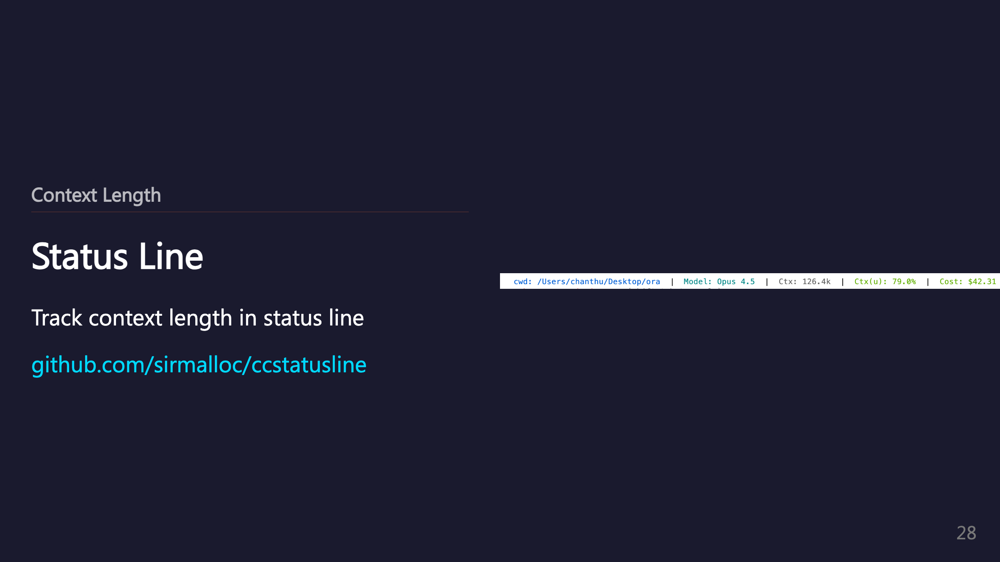 Context Length
Status Line
Track context length in status line
github.com/sirmalloc/ccstatusline
cwd: /Users/chanthu/Desktop/ora | Model: Opus 4.5 | Ctx: 126.4k | Ctx(u): 79.0% | Cost: $42.31
28